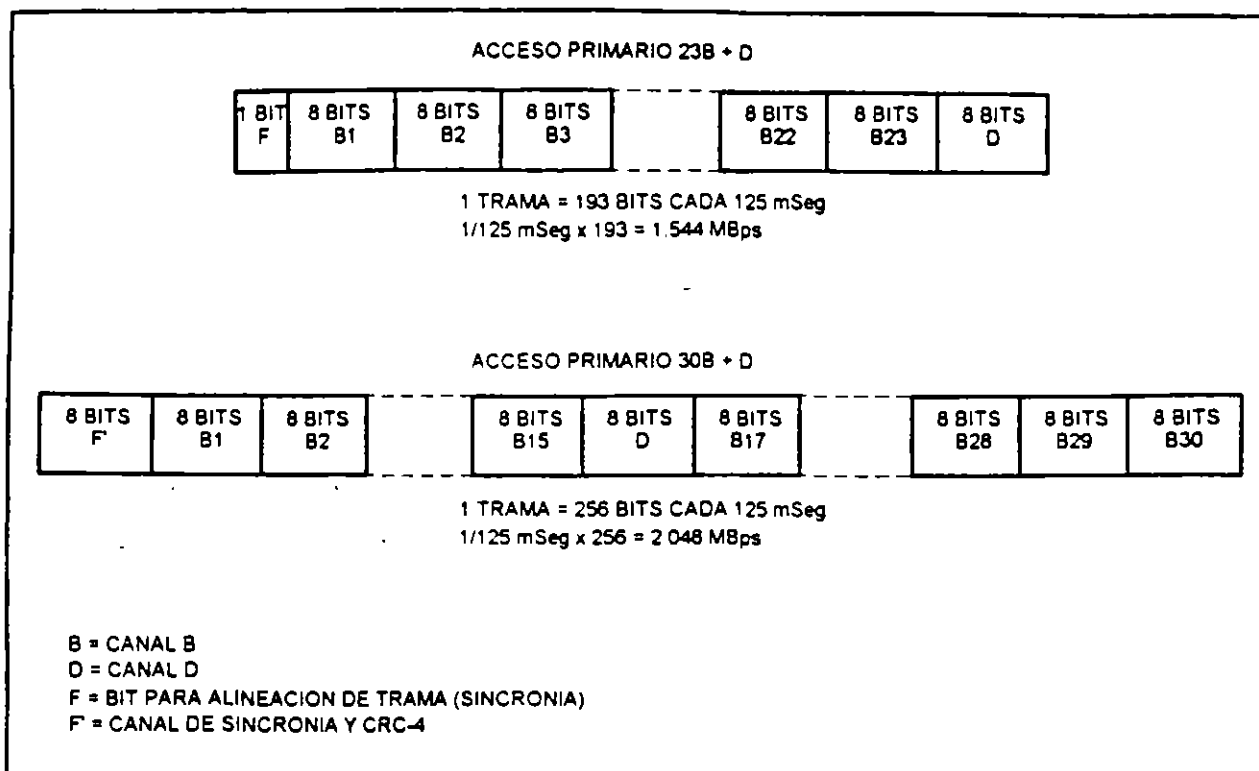 ACCESO PRIMARIO 23B + D
1 BIT F
8 BITS B1
8 BITS B2
8 BITS B3
8 BITS B22
8 BITS B23
8 BITS D
1 TRAMA = 193 BITS CADA 125 mSeg
1/125 mSeg x 193 = 1.544 MBps
ACCESO PRIMARIO 30B + D
8 BITS F'
8 BITS B1
8 BITS B2
8 BITS B15
8 BITS D
8 BITS B17
8 BITS B28
8 BITS B29
8 BITS B30
1 TRAMA = 256 BITS CADA 125 mSeg
1/125 mSeg x 256 = 2 048 MBps
B = CANAL B
D = CANAL D
F = BIT PARA ALINEACION DE TRAMA (SINCRONIA)
F' = CANAL DE SINCRONIA Y CRC-4